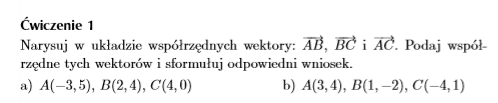 Ćwiczenie 1
Narysuj w układzie współrzędnych wektory: $\overrightarrow{AB}$, $\overrightarrow{BC}$ i $\overrightarrow{AC}$. Podaj współ-
rzędne tych wektorów i sformułuj odpowiedni wniosek.
a) A(−3, 5), B(2, 4), C(4, 0) b) A(3, 4), B(1, −2), C(−4, 1)